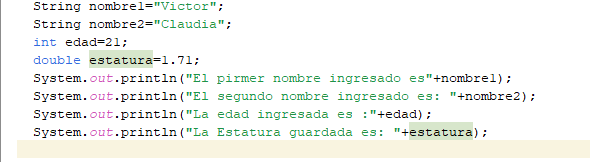 String nombre1="Victor";
String nombre2="Claudia";
int edad=21;
double estatura=1.71;
System.out.println("El pirmer nombre ingresado es"+nombre1);
System.out.println("El segundo nombre ingresado es: "+nombre2);
System.out.println("La edad ingresada es :"+edad);
System.out.println("La Estatura guardada es: "+estatura);